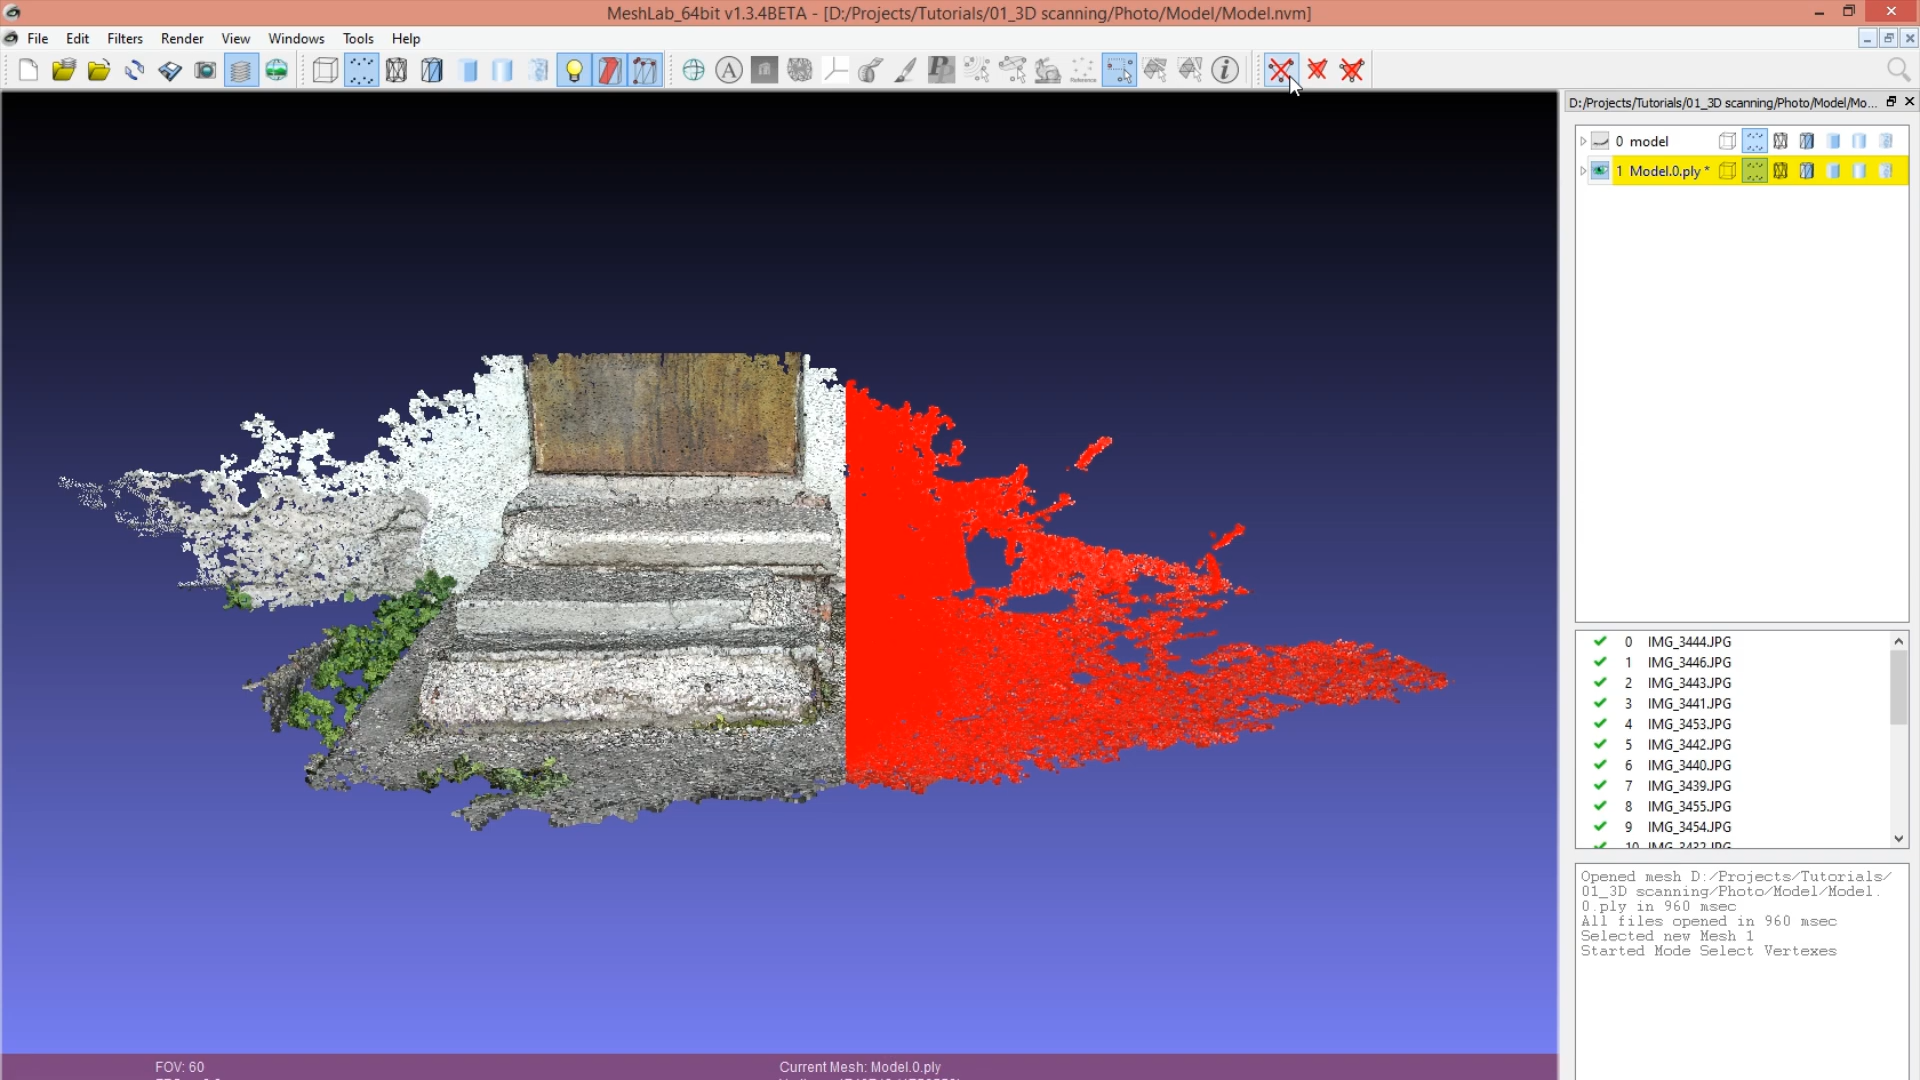 MeshLab_64bit v1.3.4BETA - [D:/Projects/Tutorials/01_3D scanning/Photo/Model/Model.nvm]
File Edit Filters Render View Windows Tools Help
A
Reference
D:/Projects/Tutorials/01_3D scanning/Photo/Model/Mo...
0 model
1 Model.0.ply *
0 IMG_3444.JPG
1 IMG_3446.JPG
2 IMG_3443.JPG
3 IMG_3441.JPG
4 IMG_3453.JPG
5 IMG_3442.JPG
6 IMG_3440.JPG
7 IMG_3439.JPG
8 IMG_3455.JPG
9 IMG_3454.JPG
10 IMG_3432.JPG
Opened mesh D:/Projects/Tutorials/
01_3D scanning/Photo/Model/Model.
0.ply in 960 msec
All files opened in 960 msec
Selected new Mesh 1
Started Mode Select Vertexes
FOV: 60
Current Mesh: Model.0.ply